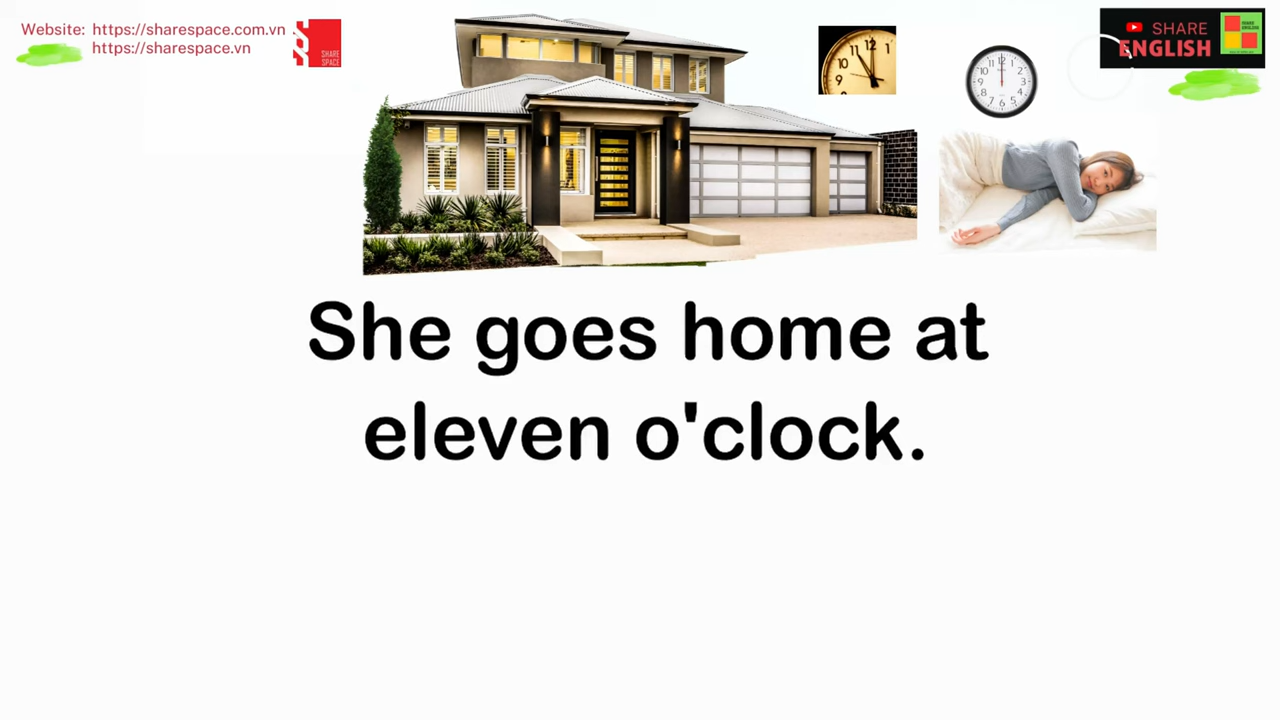 Website: https://sharespace.com.vn
https://sharespace.vn
SHARE
SPACE
SHARE
ENGLISH
She goes home at
eleven o'clock.